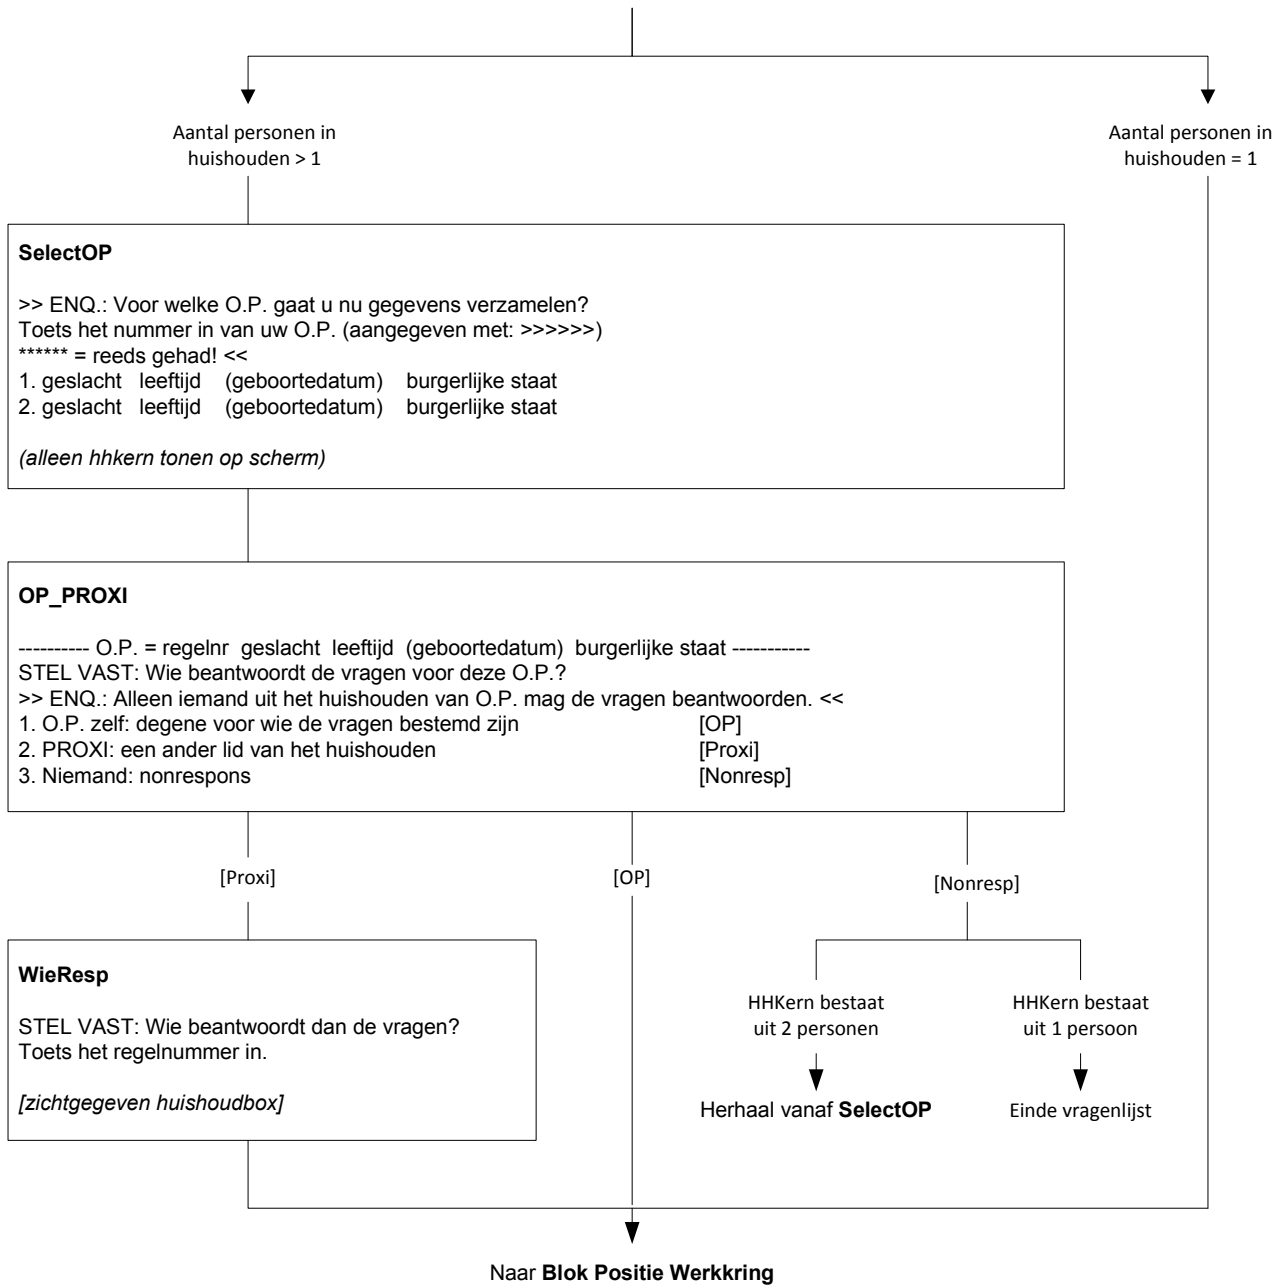 Aantal personen in
huishouden > 1
Aantal personen in
huishouden = 1
SelectOP
>> ENQ.: Voor welke O.P. gaat u nu gegevens verzamelen?
Toets het nummer in van uw O.P. (aangegeven met: >>>>>>)
****** = reeds gehad! <<
1. geslacht leeftijd (geboortedatum) burgerlijke staat
2. geslacht leeftijd (geboortedatum) burgerlijke staat
(alleen hhkern tonen op scherm)
OP_PROXI
---------- O.P. = regelnr geslacht leeftijd (geboortedatum) burgerlijke staat -----------
STEL VAST: Wie beantwoordt de vragen voor deze O.P.?
>> ENQ.: Alleen iemand uit het huishouden van O.P. mag de vragen beantwoorden. <<
1. O.P. zelf: degene voor wie de vragen bestemd zijn [OP]
2. PROXI: een ander lid van het huishouden [Proxi]
3. Niemand: nonrespons [Nonresp]
[Proxi]
[OP]
[Nonresp]
WieResp
STEL VAST: Wie beantwoordt dan de vragen?
Toets het regelnummer in.
[zichtgegeven huishoudbox]
HHKern bestaat
uit 2 personen
HHKern bestaat
uit 1 persoon
Herhaal vanaf SelectOP
Einde vragenlijst
Naar Blok Positie Werkkring